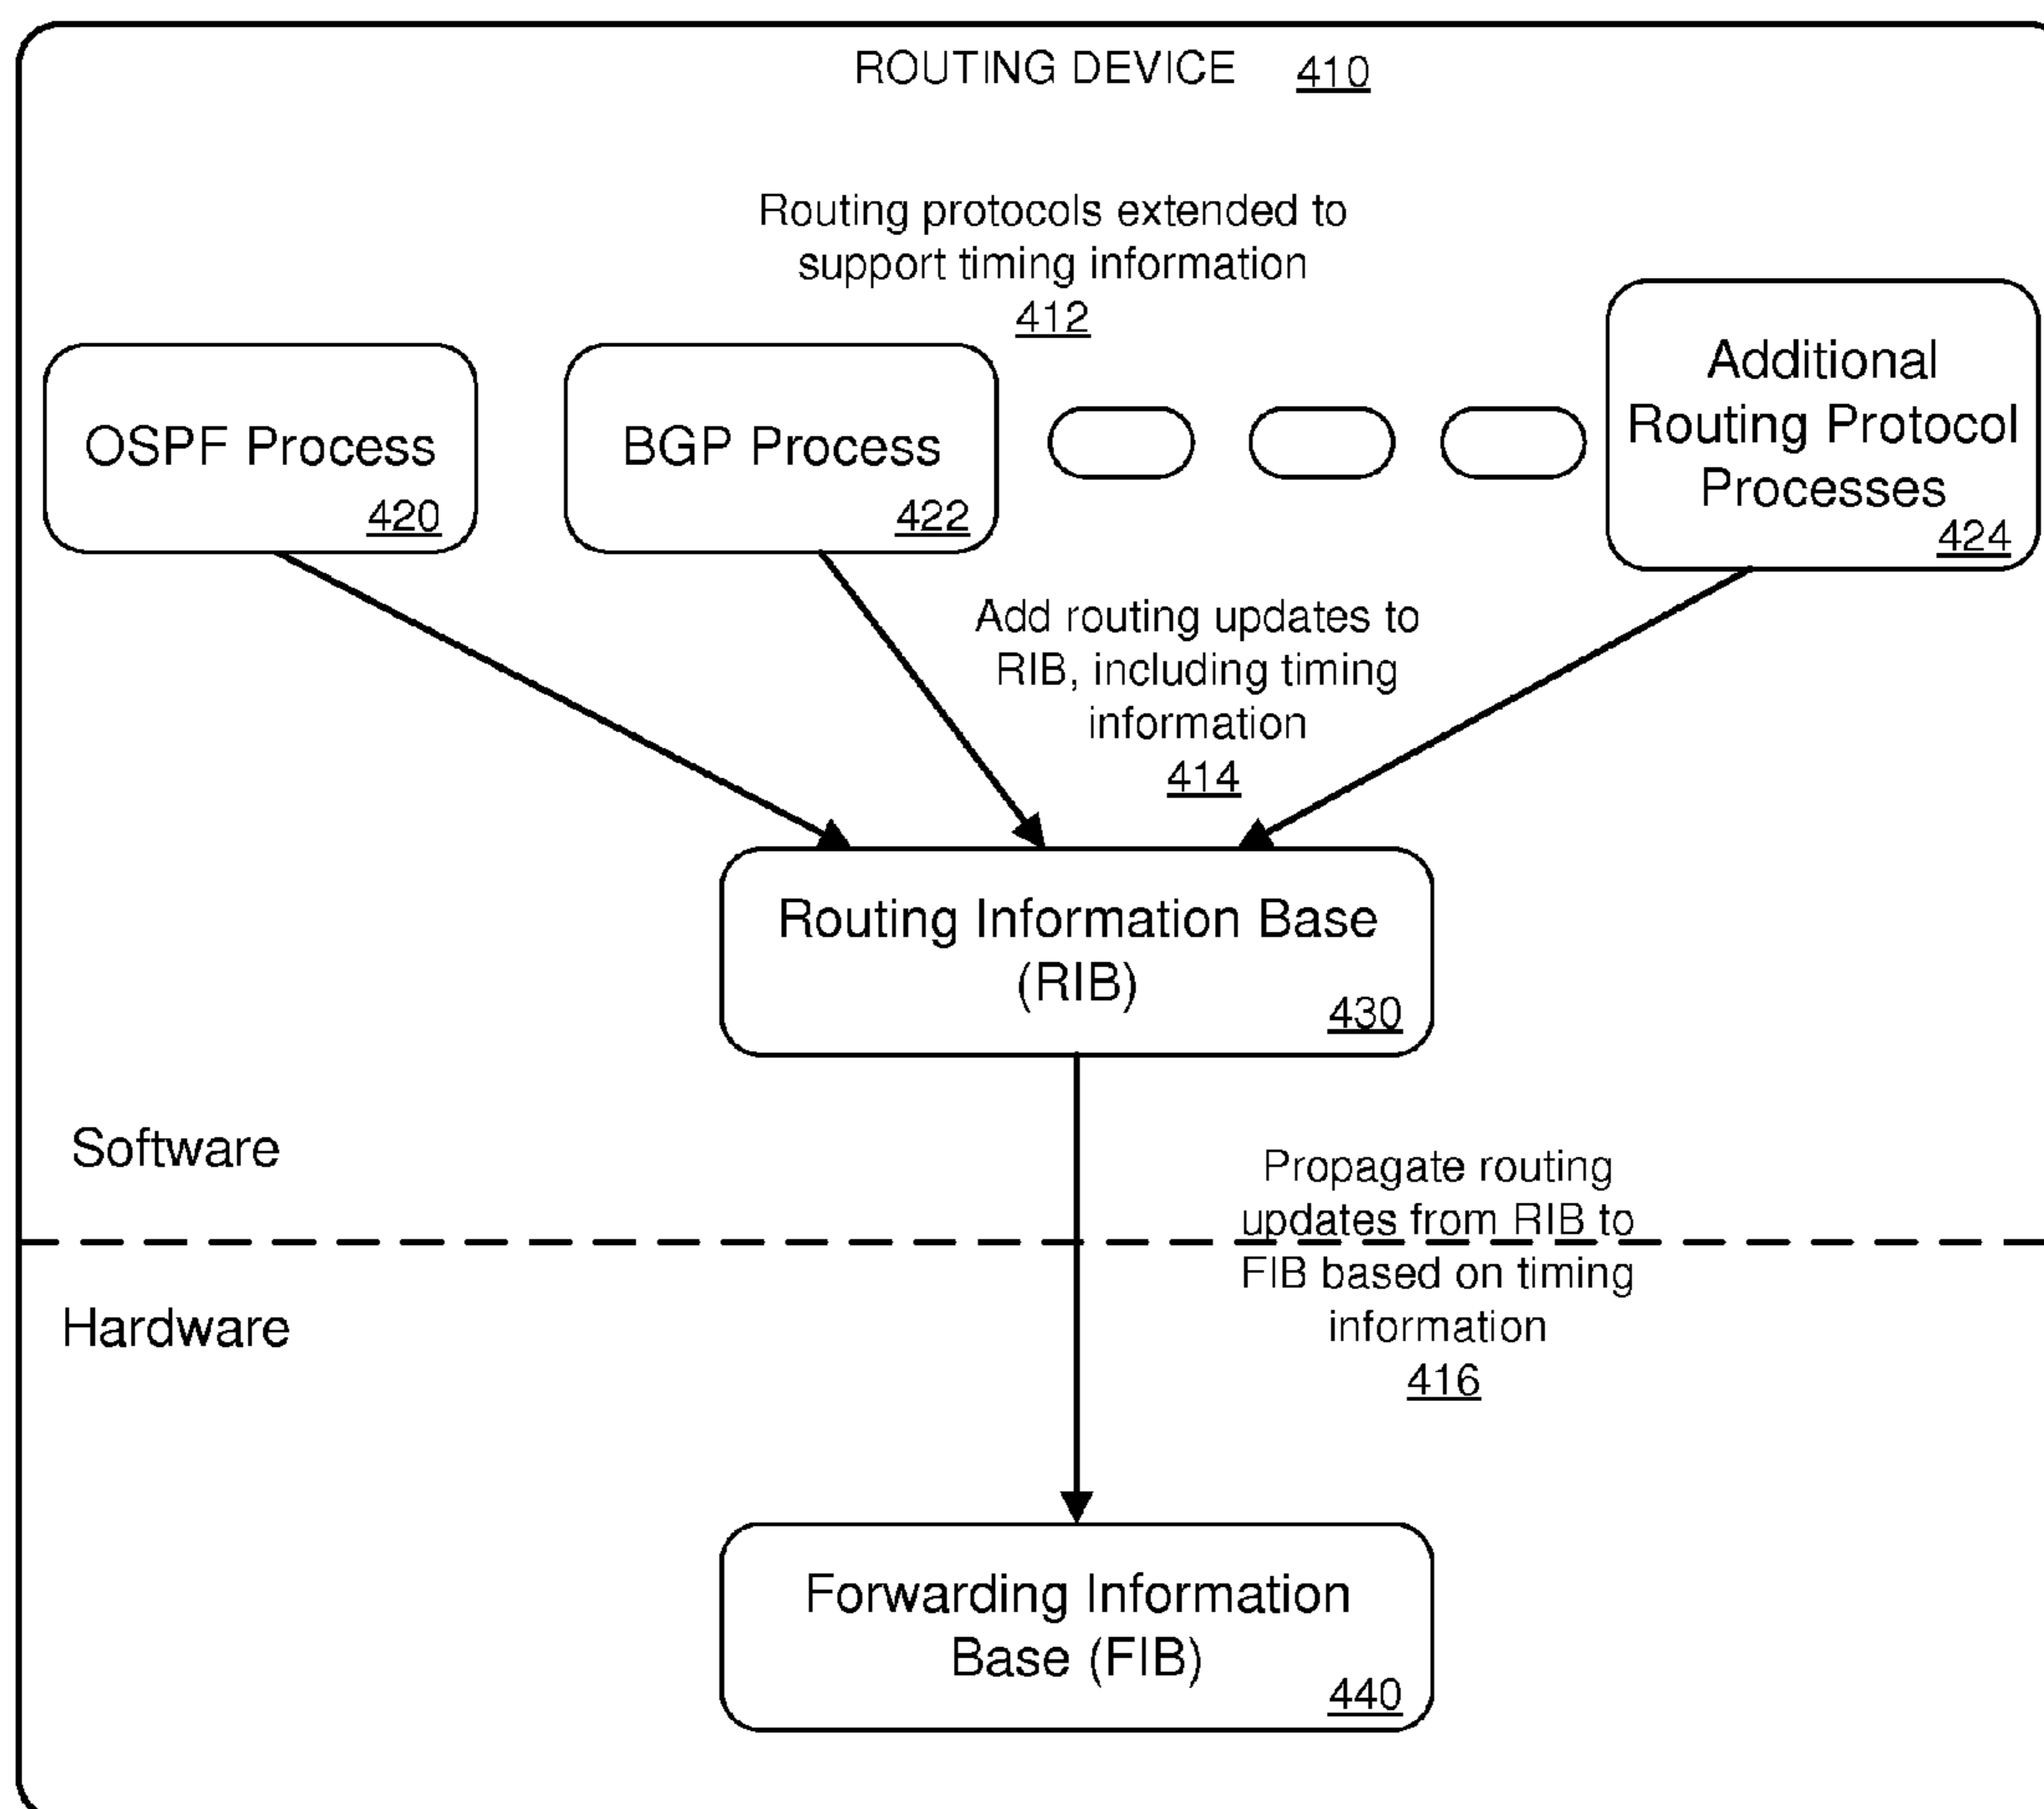 ROUTING DEVICE 410
Routing protocols extended to
support timing information
412
OSPF Process
420
BGP Process
422
Additional
Routing Protocol
Processes
424
Add routing updates to
RIB, including timing
information
414
Routing Information Base
(RIB)
430
Software
Propagate routing
updates from RIB to
FIB based on timing
information
416
Hardware
Forwarding Information
Base (FIB)
440